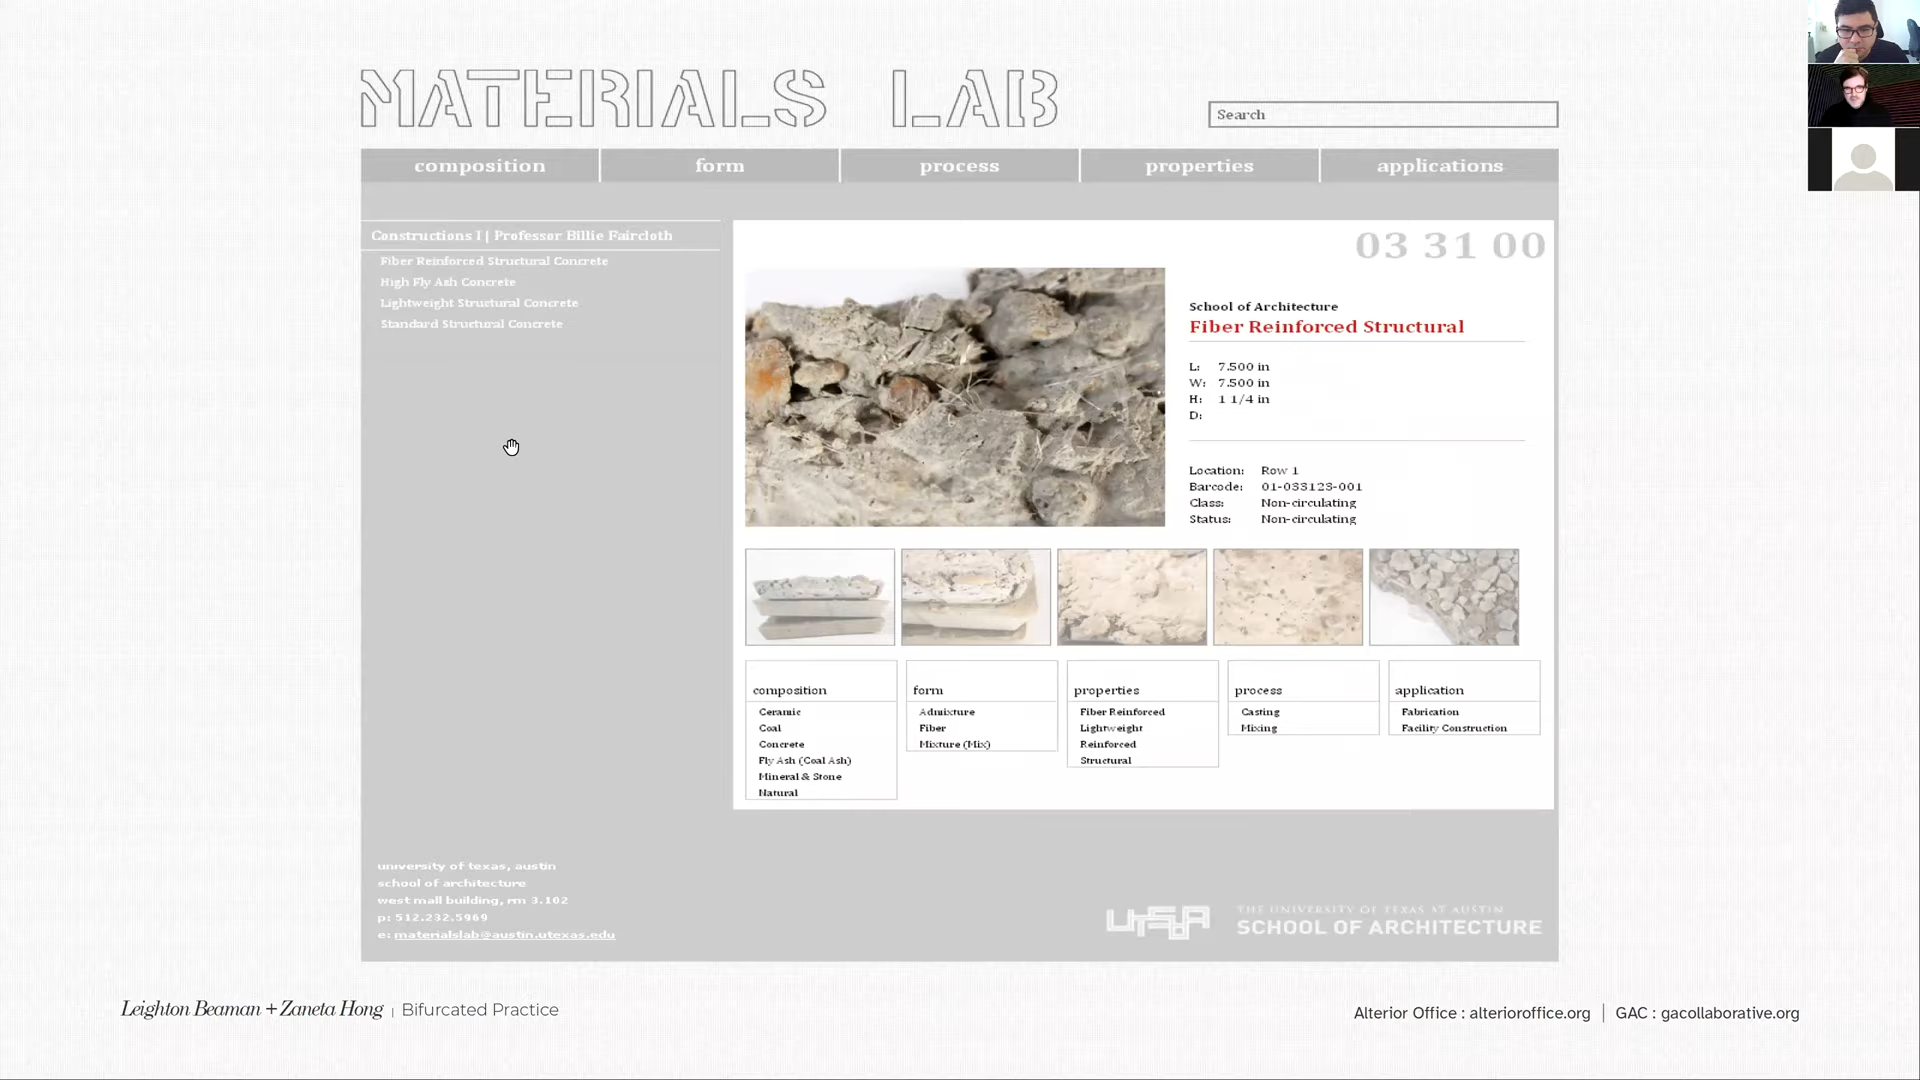 MATERIALS LAB
Search
composition
form
process
properties
applications
Constructions I | Professor Billie Faircloth
Fiber Reinforced Structural Concrete
High Fly Ash Concrete
Lightweight Structural Concrete
Standard Structural Concrete
03 31 00
School of Architecture
Fiber Reinforced Structural
L: 7.500 in
W: 7.500 in
H: 1 1/4 in
D:
Location: Row 1
Barcode: 01-033123-001
Class: Non-circulating
Status: Non-circulating
composition
Ceramic
Coal
Concrete
Fly Ash (Coal Ash)
Mineral & Stone
Natural
form
Admixture
Fiber
Mixture (Mix)
properties
Fiber Reinforced
Lightweight
Reinforced
Structural
process
Casting
Mixing
application
Fabrication
Facility Construction
university of texas, austin
school of architecture
west mall building, rm 3.102
p: 512.232.5969
e: materialslab@austin.utexas.edu
UTSOA
THE UNIVERSITY OF TEXAS AT AUSTIN
SCHOOL OF ARCHITECTURE
Leighton Beaman + Zaneta Hong | Bifurcated Practice
Alterior Office : alterioroffice.org | GAC : gacollaborative.org